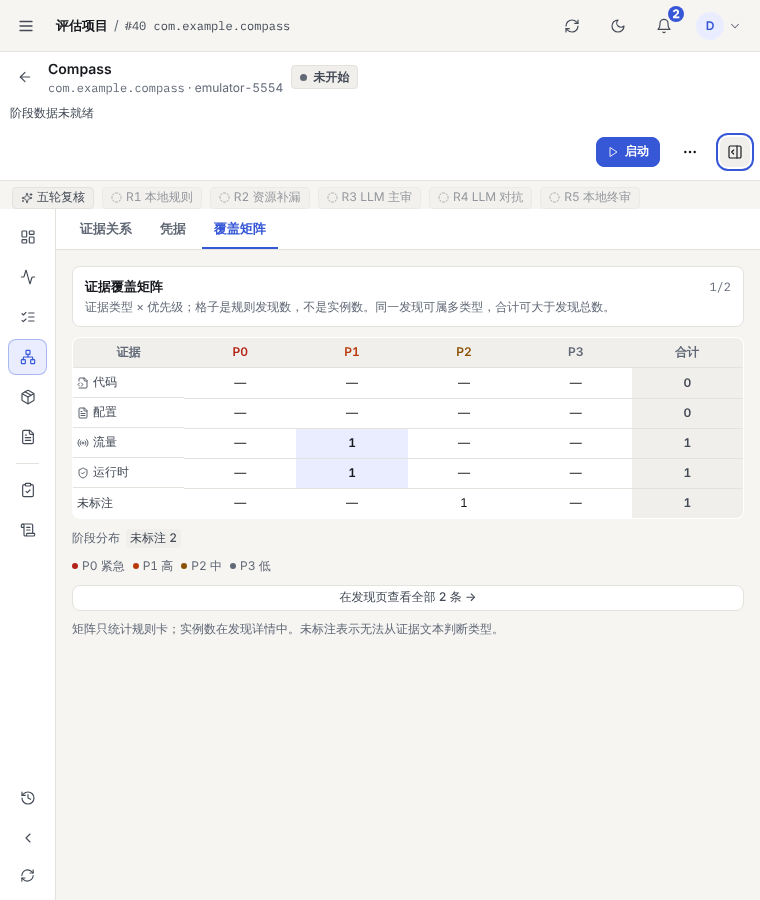 评估项目 / #40 com.example.compass
2
D
Compass
com.example.compass · emulator-5554
未开始
阶段数据未就绪
启动
五轮复核 R1 本地规则 R2 资源补漏 R3 LLM 主审 R4 LLM 对抗 R5 本地终审
证据关系 凭据 覆盖矩阵
证据覆盖矩阵 1/2
证据类型 × 优先级；格子是规则发现数，不是实例数。同一发现可属多类型，合计可大于发现总数。
证据 P0 P1 P2 P3 合计
代码 — — — — 0
配置 — — — — 0
流量 — 1 — — 1
运行时 — 1 — — 1
未标注 — — 1 — 1
阶段分布 未标注 2
P0 紧急 P1 高 P2 中 P3 低
在发现页查看全部 2 条 →
矩阵只统计规则卡；实例数在发现详情中。未标注表示无法从证据文本判断类型。